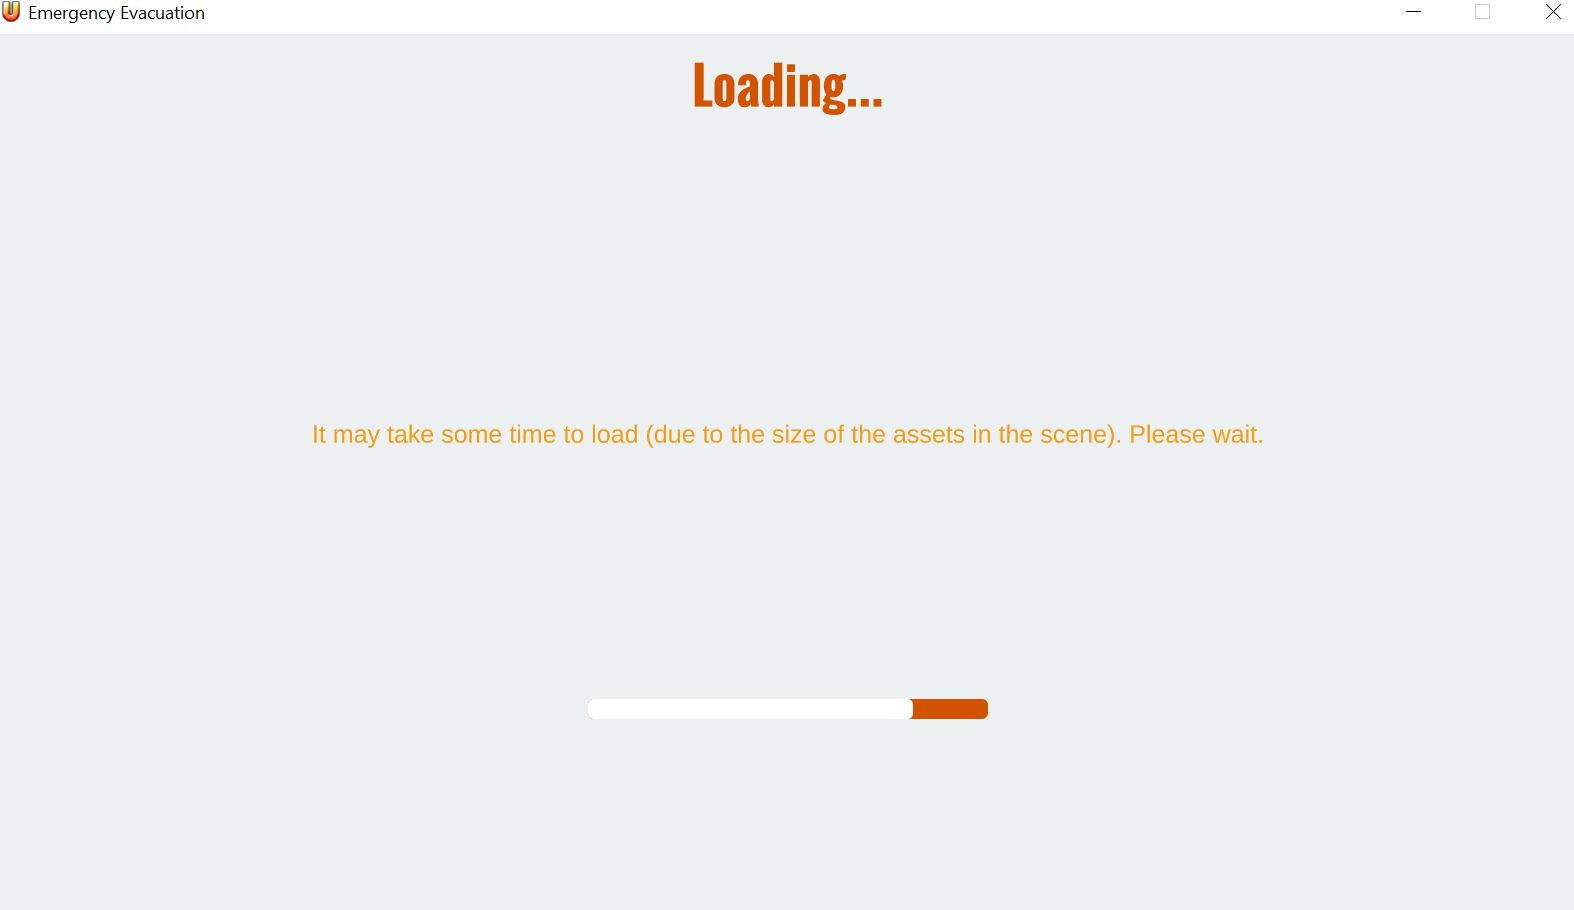 Emergency Evacuation
Loading...
It may take some time to load (due to the size of the assets in the scene). Please wait.